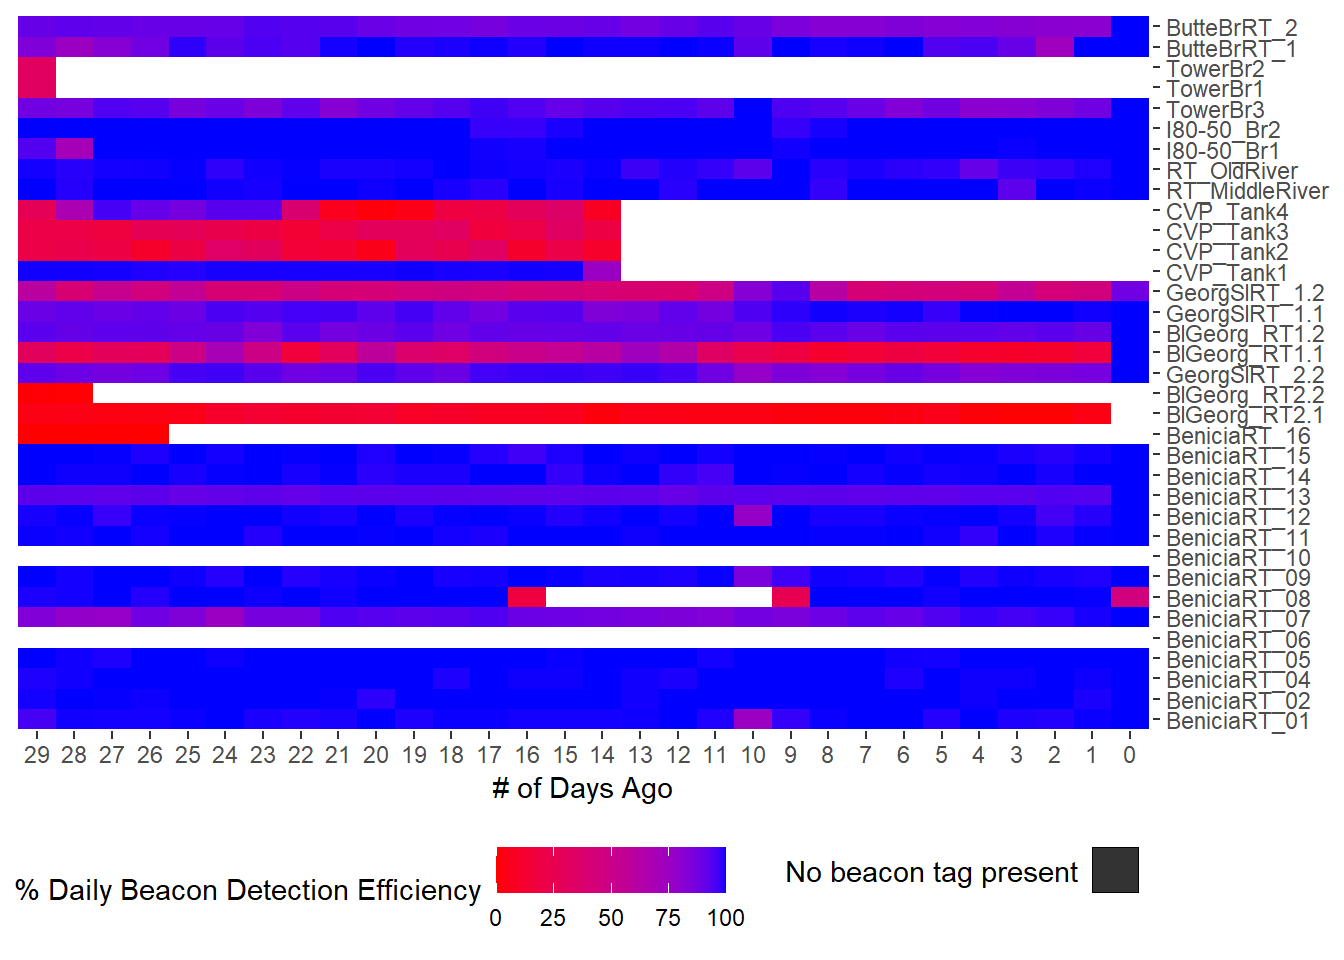 ButteBrRT_2
ButteBrRT_1
TowerBr2
TowerBr1
TowerBr3
I80-50_Br2
I80-50_Br1
RT_OldRiver
RT_MiddleRiver
CVP_Tank4
CVP_Tank3
CVP_Tank2
CVP_Tank1
GeorgSlRT_1.2
GeorgSlRT_1.1
BlGeorg_RT1.2
BlGeorg_RT1.1
GeorgSlRT_2.2
BlGeorg_RT2.2
BlGeorg_RT2.1
BeniciaRT_16
BeniciaRT_15
BeniciaRT_14
BeniciaRT_13
BeniciaRT_12
BeniciaRT_11
BeniciaRT_10
BeniciaRT_09
BeniciaRT_08
BeniciaRT_07
BeniciaRT_06
BeniciaRT_05
BeniciaRT_04
BeniciaRT_02
BeniciaRT_01
29 28 27 26 25 24 23 22 21 20 19 18 17 16 15 14 13 12 11 10 9 8 7 6 5 4 3 2 1 0
# of Days Ago
% Daily Beacon Detection Efficiency
0 25 50 75 100
No beacon tag present